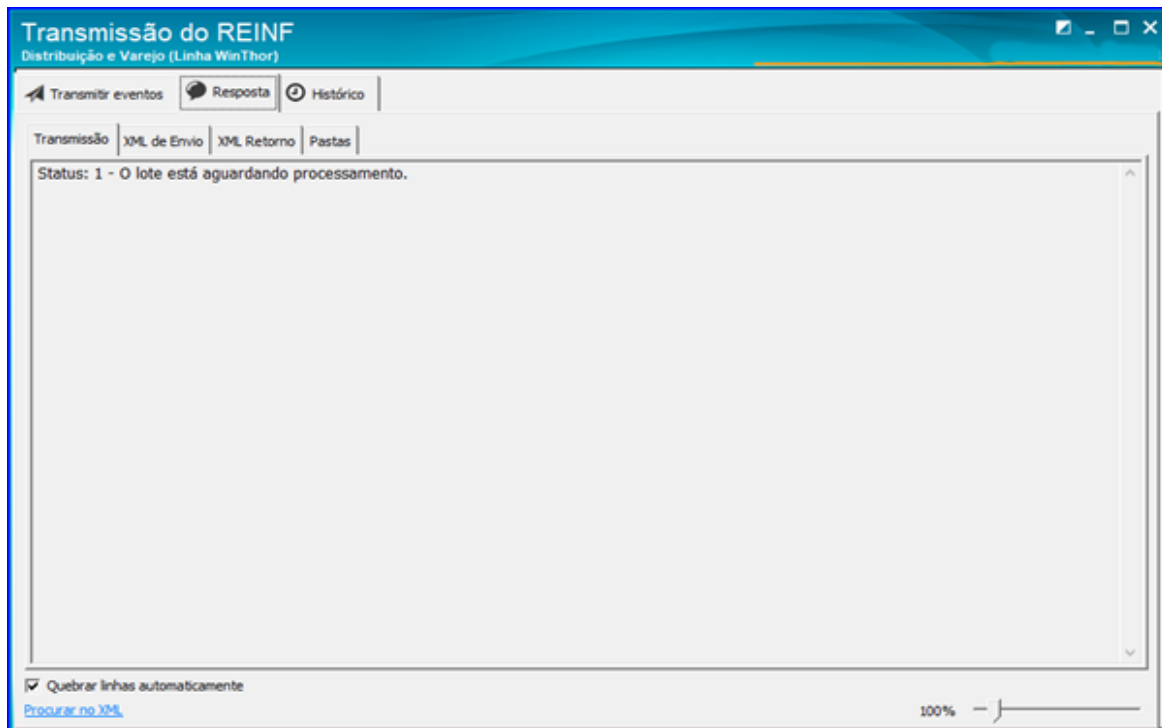 Transmissão do REINF
Distribuição e Varejo (Linha WinThor)
Transmitir eventos Resposta Histórico
Transmissão XML de Envio XML Retorno Pastas
Status: 1 - O lote está aguardando processamento.
Quebrar linhas automaticamente
Procurar no XML
100%